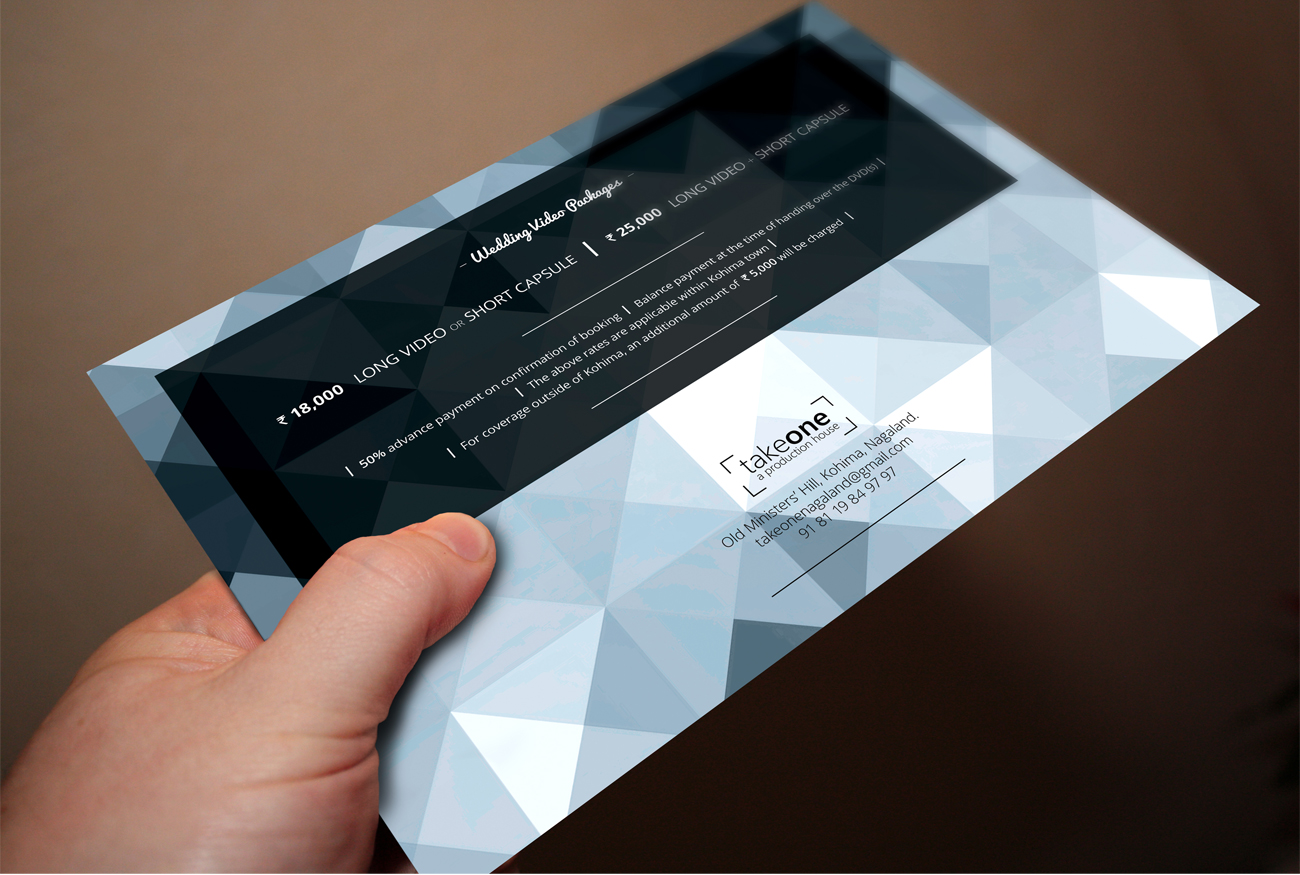 – Wedding Video Packages –
₹ 18,000 LONG VIDEO OR SHORT CAPSULE | ₹ 25,000 LONG VIDEO + SHORT CAPSULE
| 50% advance payment on confirmation of booking | Balance payment at the time of handing over the DVD(s) |
| The above rates are applicable within Kohima town |
| For coverage outside of Kohima, an additional amount of ₹ 5,000 will be charged |
takeone
a production house
Old Ministers' Hill, Kohima, Nagaland.
takeonenagaland@gmail.com
91 81 19 84 97 97